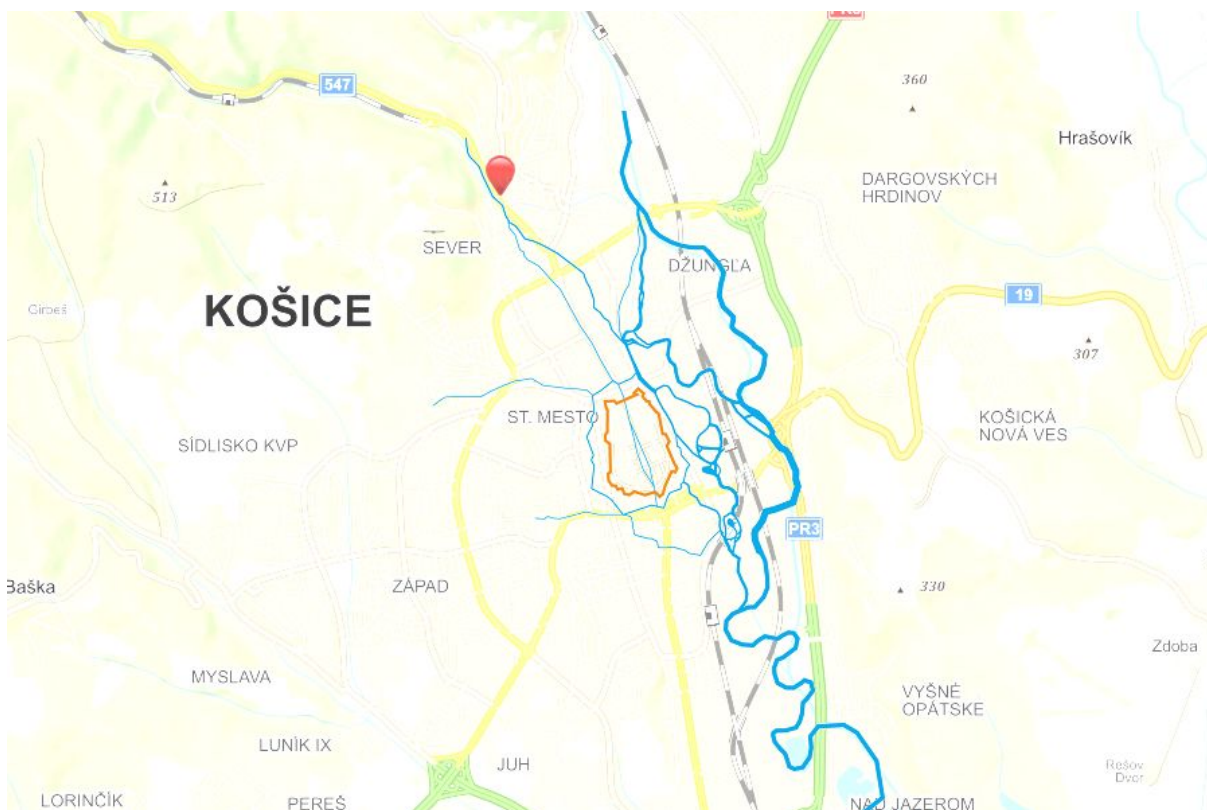 547
360
Hrašovík
513
DARGOVSKÝCH
HRDINOV
SEVER
DŽUNGĽA
KOŠICE
19
307
ST. MESTO
KOŠICKÁ
NOVÁ VES
SÍDLISKO KVP
PR3
Baška
ZÁPAD
330
Zdoba
MYSLAVA
VYŠNÉ
OPÁTSKE
LUNÍK IX
JUH
Rešov
Dvor
LORINČÍK
PEREŠ
NAD JAZEROM